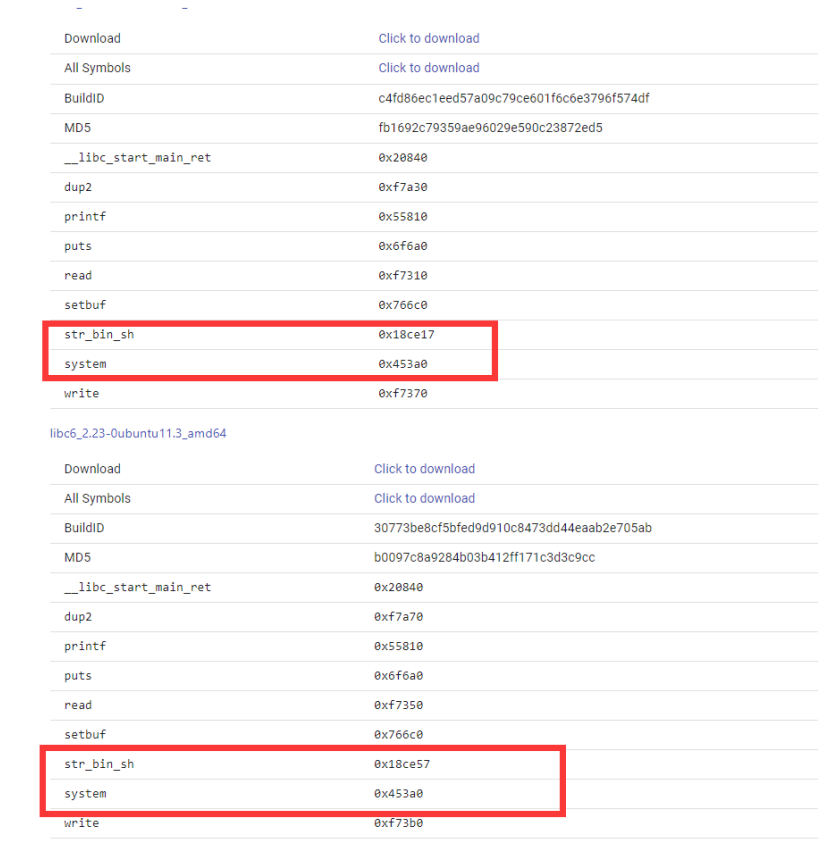 Download Click to download
All Symbols Click to download
BuildID c4fd86ec1eed57a09c79ce601f6c6e3796f574df
MD5 fb1692c79359ae96029e590c23872ed5
__libc_start_main_ret 0x20840
dup2 0xf7a30
printf 0x55810
puts 0x6f6a0
read 0xf7310
setbuf 0x766c0
str_bin_sh 0x18ce17
system 0x453a0
write 0xf7370
libc6_2.23-0ubuntu11.3_amd64
Download Click to download
All Symbols Click to download
BuildID 30773be8cf5bfed9d910c8473dd44eaab2e705ab
MD5 b0097c8a9284b03b412ff171c3d3c9cc
__libc_start_main_ret 0x20840
dup2 0xf7a70
printf 0x55810
puts 0x6f6a0
read 0xf7350
setbuf 0x766c0
str_bin_sh 0x18ce57
system 0x453a0
write 0xf73b0